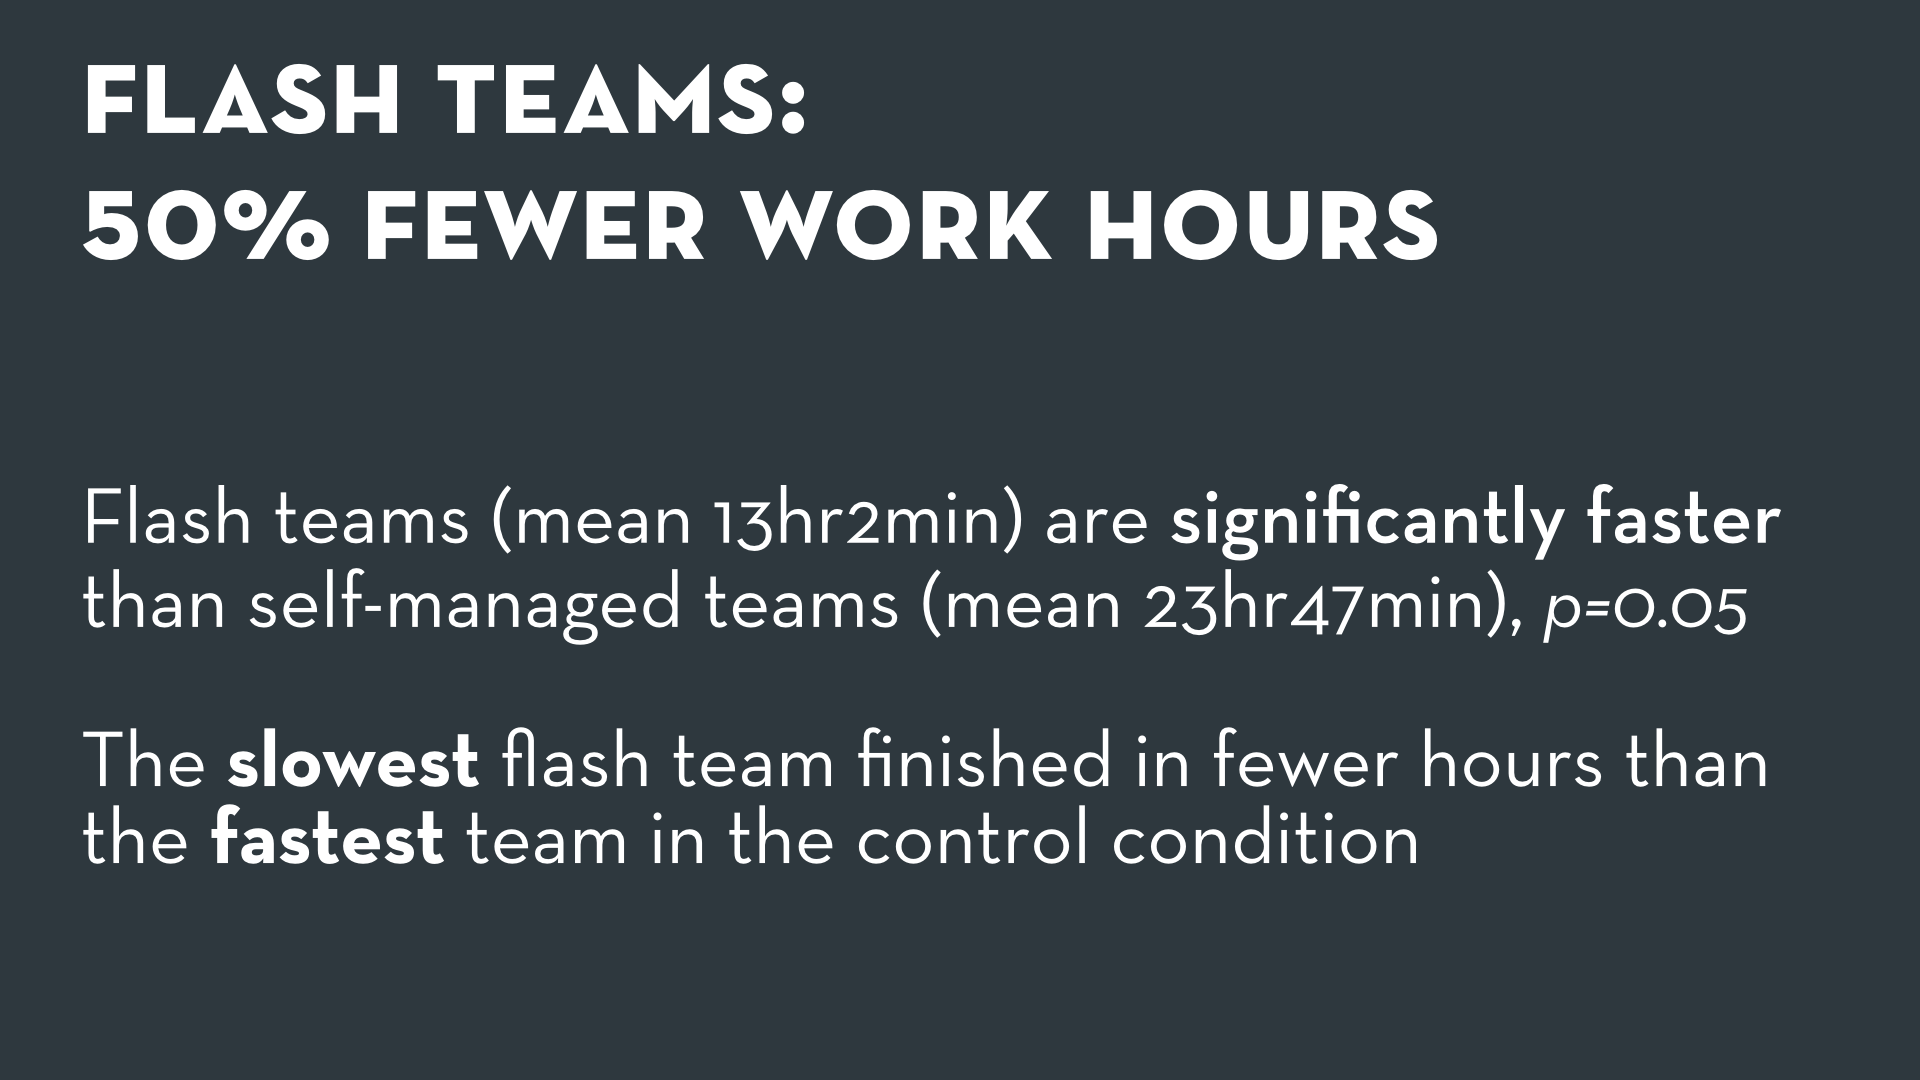 FLASH TEAMS:
50% FEWER WORK HOURS
Flash teams (mean 13hr2min) are significantly faster
than self-managed teams (mean 23hr47min), p=0.05
The slowest flash team finished in fewer hours than
the fastest team in the control condition